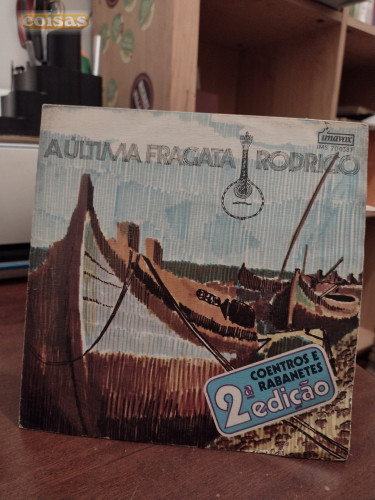 coisas
imavox
A ÚLTIMA FRAGATA RODRIGO
COENTROS E
RABANETES
2ª edição